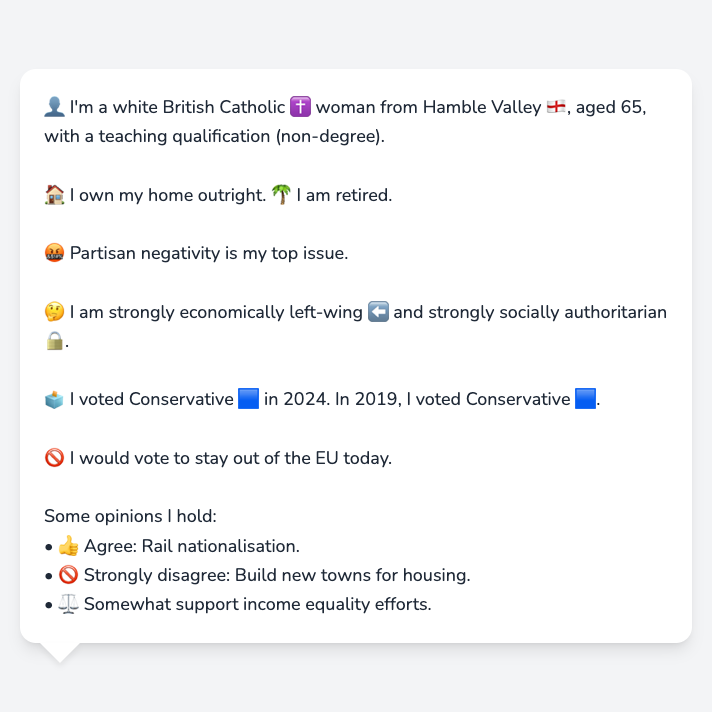 👤 I'm a white British Catholic ✝️ woman from Hamble Valley 🏴󠁧󠁢󠁥󠁮󠁧󠁿, aged 65,
with a teaching qualification (non-degree).
🏠 I own my home outright. 🌴 I am retired.
🤬 Partisan negativity is my top issue.
🤔 I am strongly economically left-wing ⬅️ and strongly socially authoritarian
🔒.
🗳️ I voted Conservative 🟦 in 2024. In 2019, I voted Conservative 🟦.
🚫 I would vote to stay out of the EU today.
Some opinions I hold:
• 👍 Agree: Rail nationalisation.
• 🚫 Strongly disagree: Build new towns for housing.
• ⚖️ Somewhat support income equality efforts.